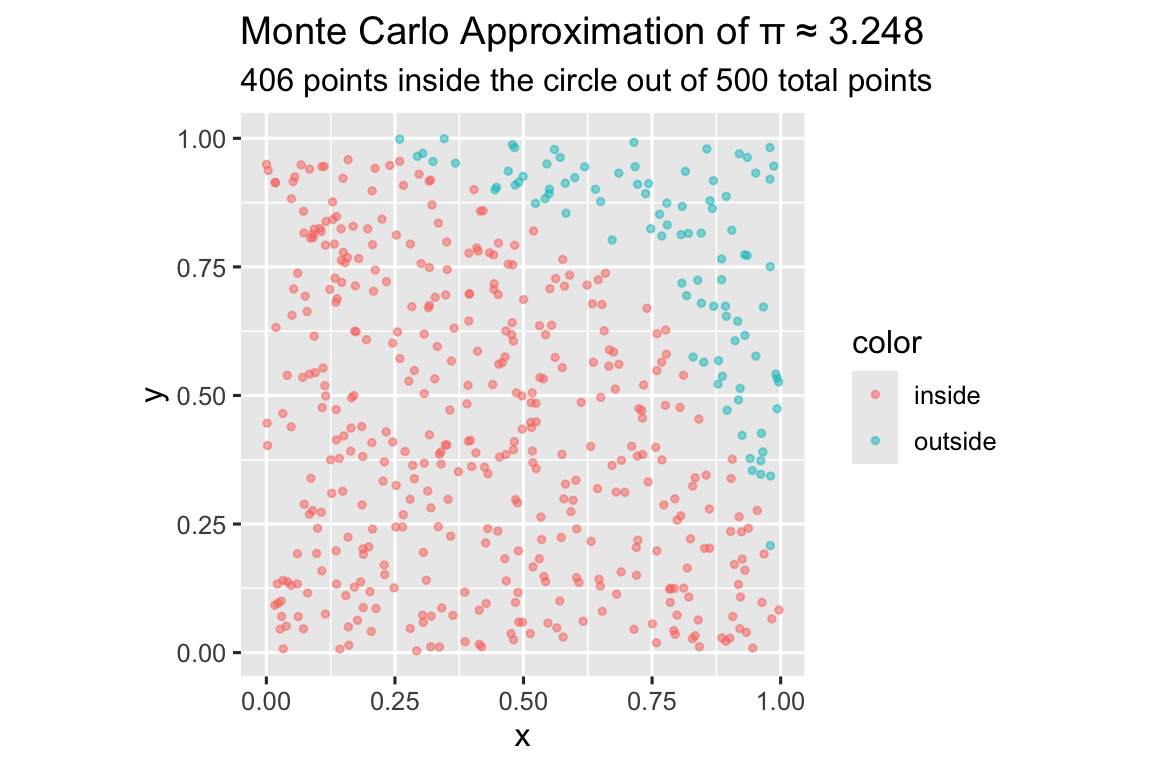 Monte Carlo Approximation of π ≈ 3.248
406 points inside the circle out of 500 total points
1.00
0.75
0.50
0.25
0.00
y
0.00 0.25 0.50 0.75 1.00
x
color
inside
outside